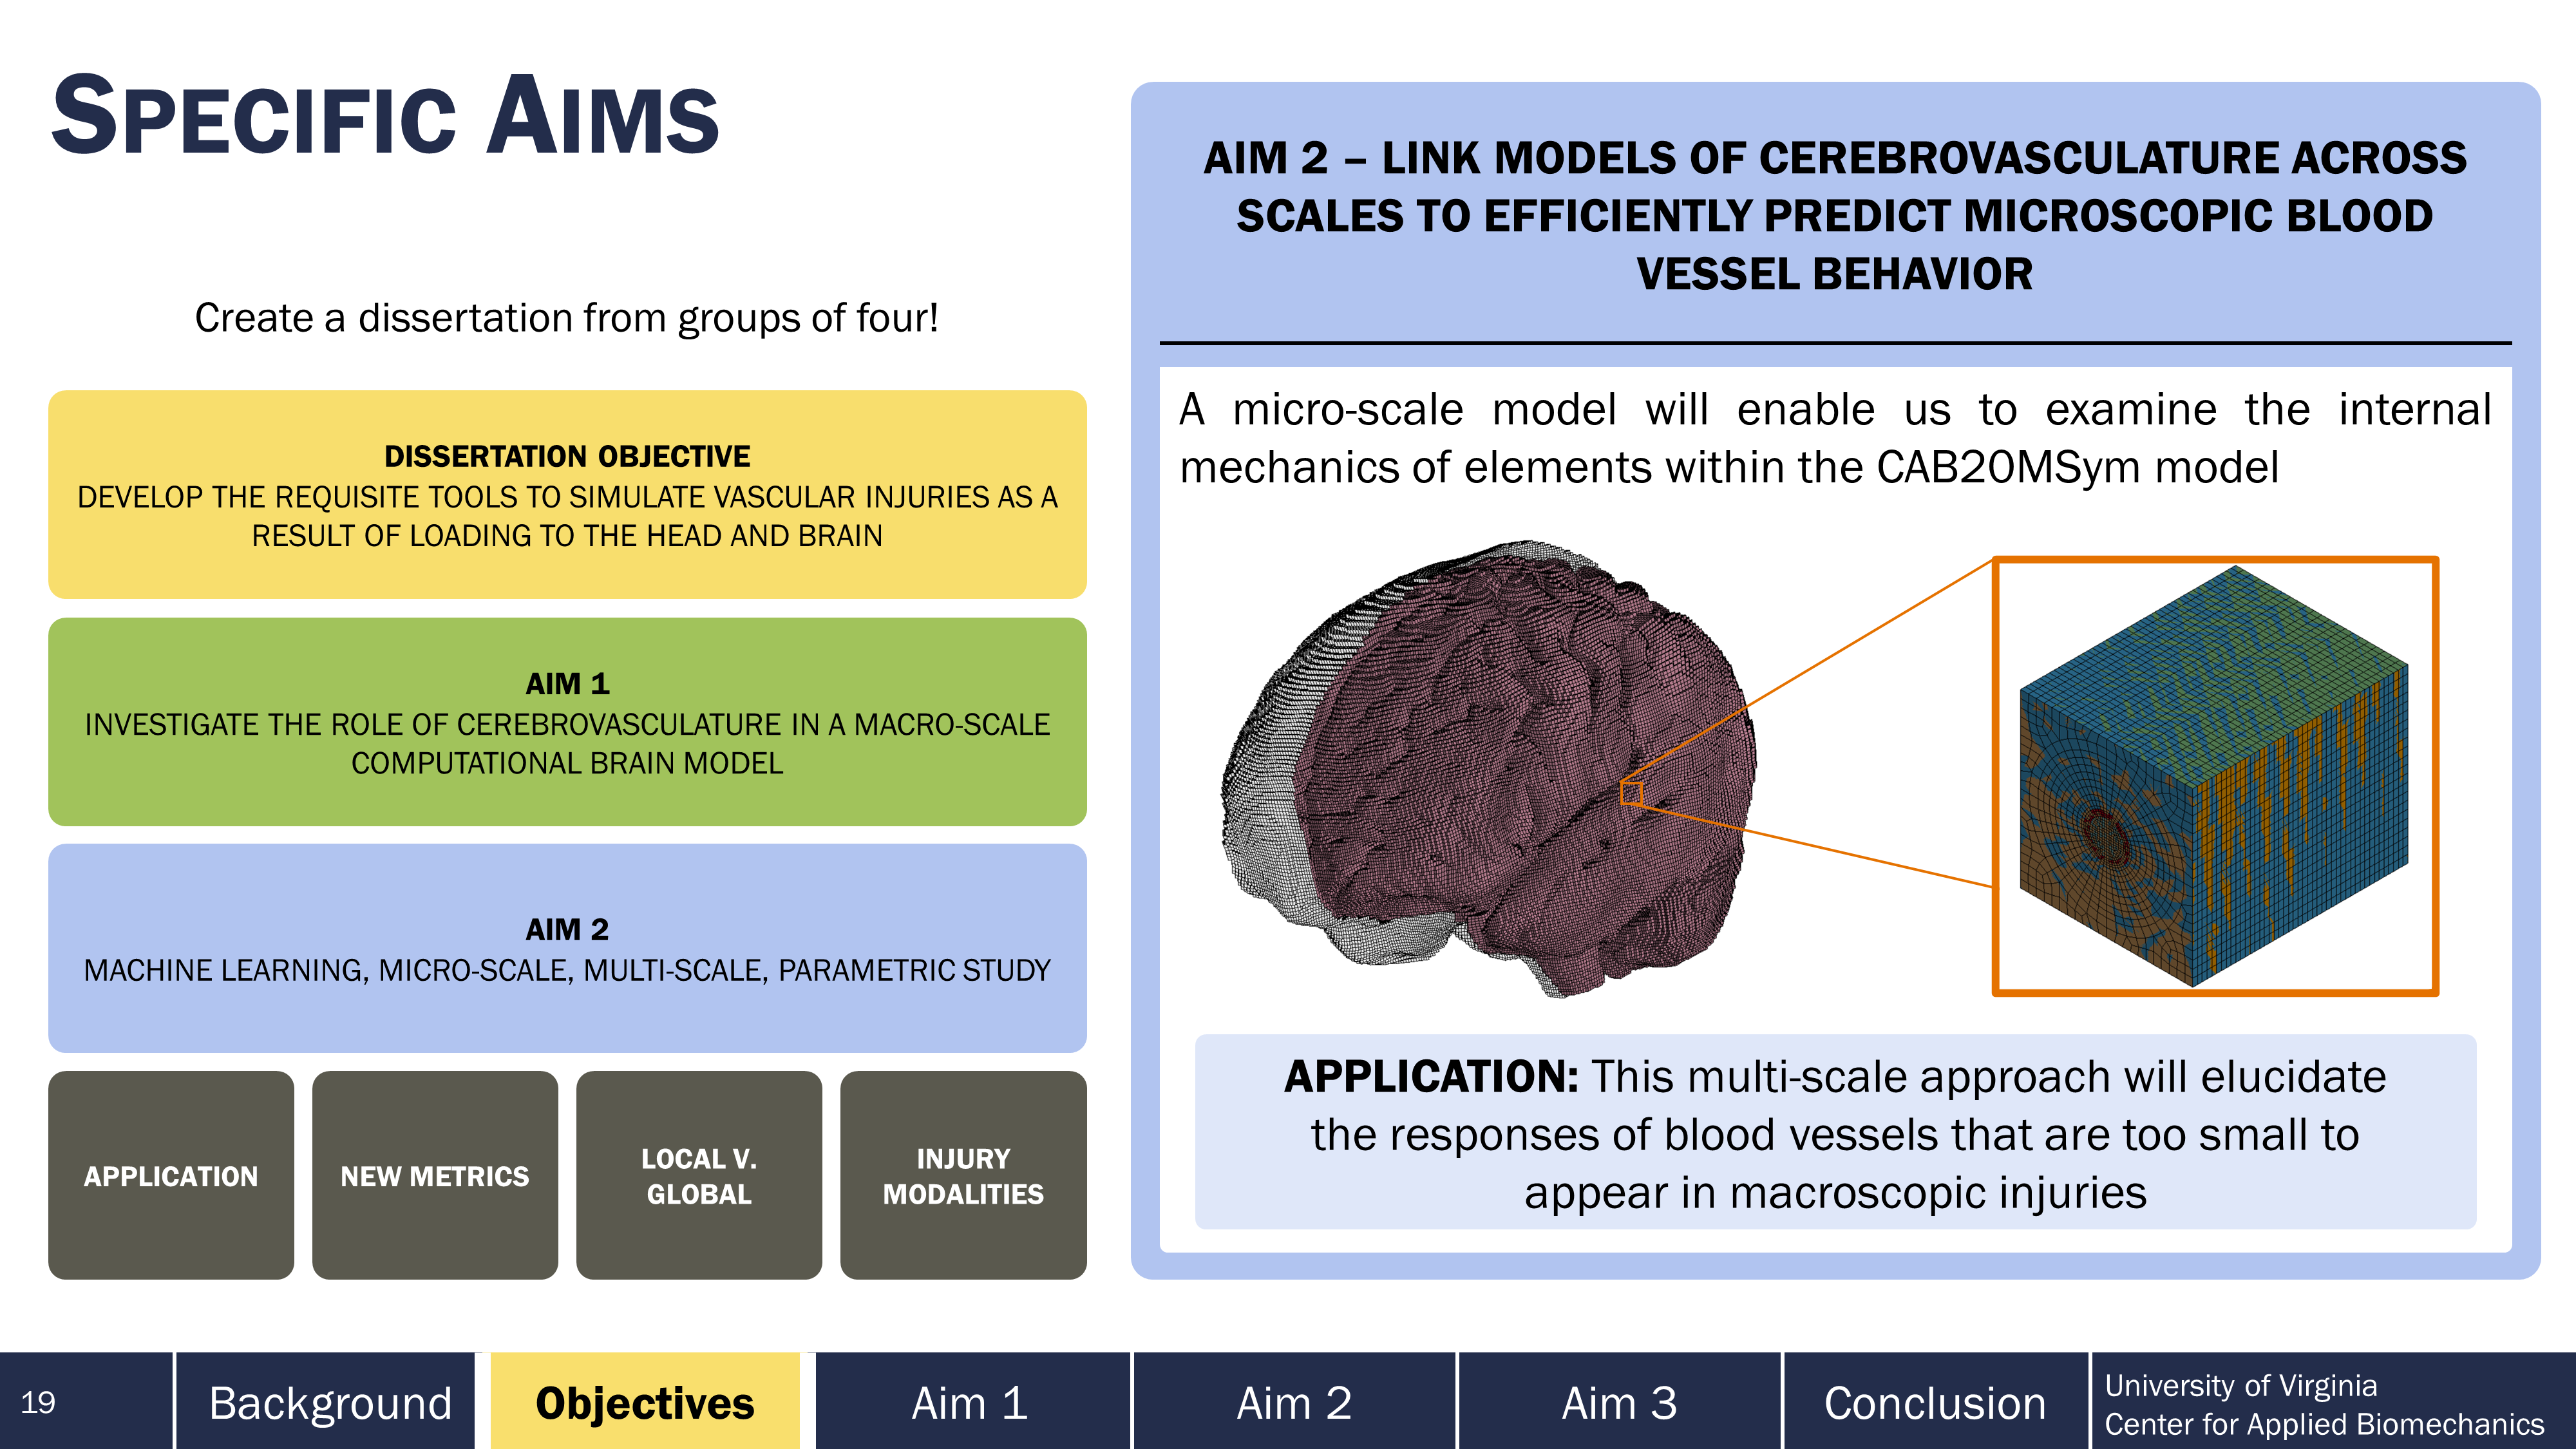 SPECIFIC AIMS
Create a dissertation from groups of four!
DISSERTATION OBJECTIVE
DEVELOP THE REQUISITE TOOLS TO SIMULATE VASCULAR INJURIES AS A
RESULT OF LOADING TO THE HEAD AND BRAIN
AIM 1
INVESTIGATE THE ROLE OF CEREBROVASCULATURE IN A MACRO-SCALE
COMPUTATIONAL BRAIN MODEL
AIM 2
MACHINE LEARNING, MICRO-SCALE, MULTI-SCALE, PARAMETRIC STUDY
APPLICATION
NEW METRICS
LOCAL V.
GLOBAL
INJURY
MODALITIES
AIM 2 – LINK MODELS OF CEREBROVASCULATURE ACROSS
SCALES TO EFFICIENTLY PREDICT MICROSCOPIC BLOOD
VESSEL BEHAVIOR
A micro-scale model will enable us to examine the internal
mechanics of elements within the CAB20MSym model
APPLICATION: This multi-scale approach will elucidate
the responses of blood vessels that are too small to
appear in macroscopic injuries
19
Background
Objectives
Aim 1
Aim 2
Aim 3
Conclusion
University of Virginia
Center for Applied Biomechanics